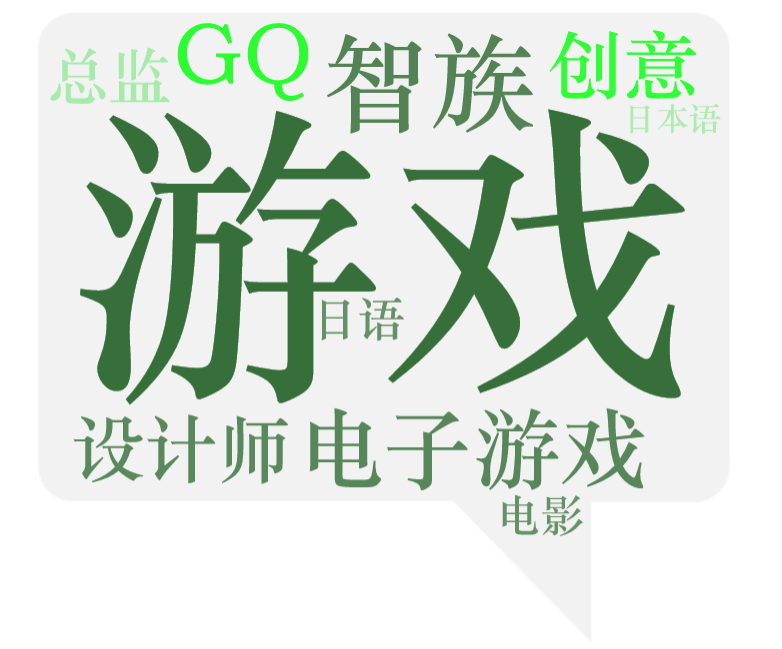 总监 GQ 智族 创意
日本语
游戏
日语
设计师 电子游戏
电影